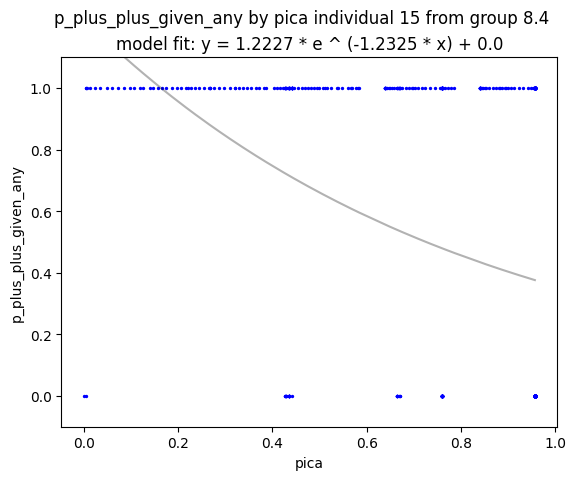 p_plus_plus_given_any by pica individual 15 from group 8.4
model fit: y = 1.2227 * e ^ (-1.2325 * x) + 0.0
1.0
0.8
0.6
0.4
0.2
0.0
p_plus_plus_given_any
0.0 0.2 0.4 0.6 0.8 1.0
pica